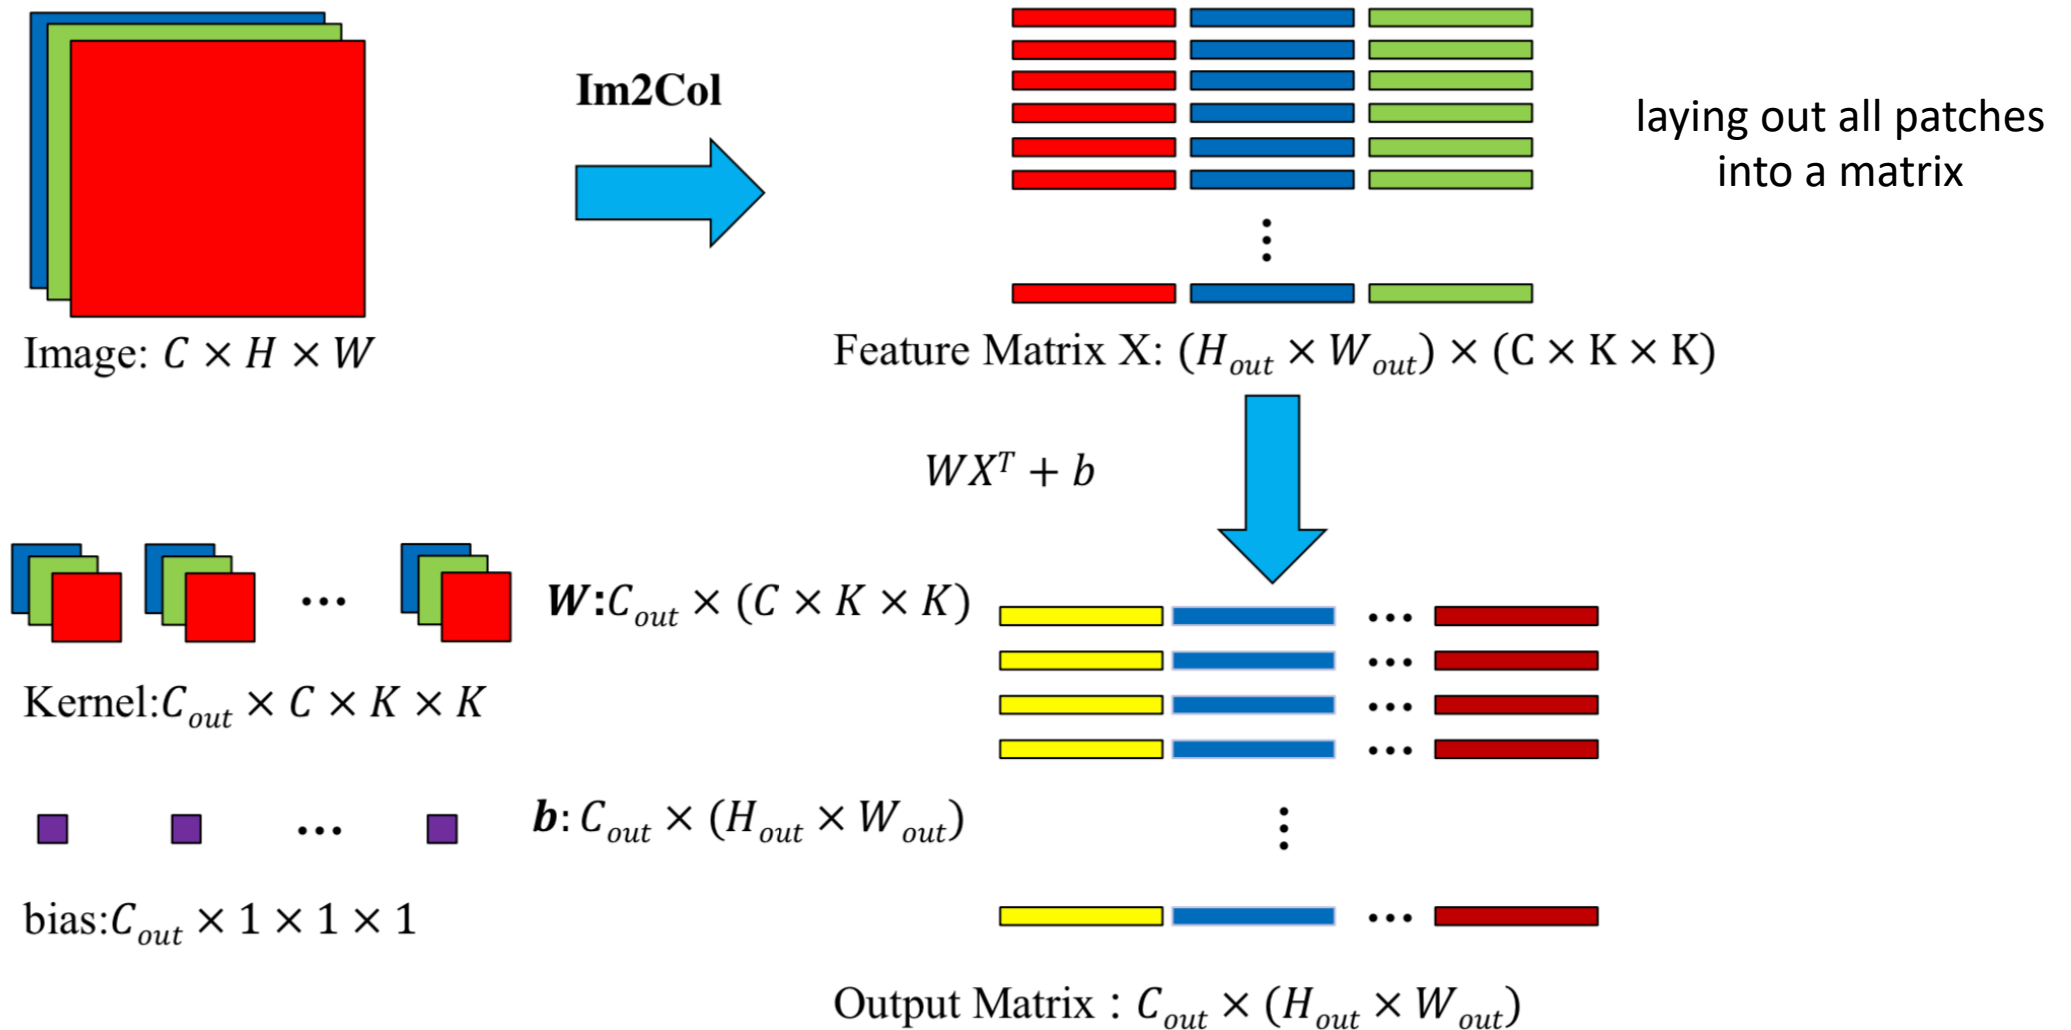 Im2Col
laying out all patches
into a matrix
Image: C × H × W
Feature Matrix X: (H_out × W_out) × (C × K × K)
WX^T + b
W:C_out × (C × K × K)
Kernel:C_out × C × K × K
b: C_out × (H_out × W_out)
bias:C_out × 1 × 1 × 1
Output Matrix : C_out × (H_out × W_out)